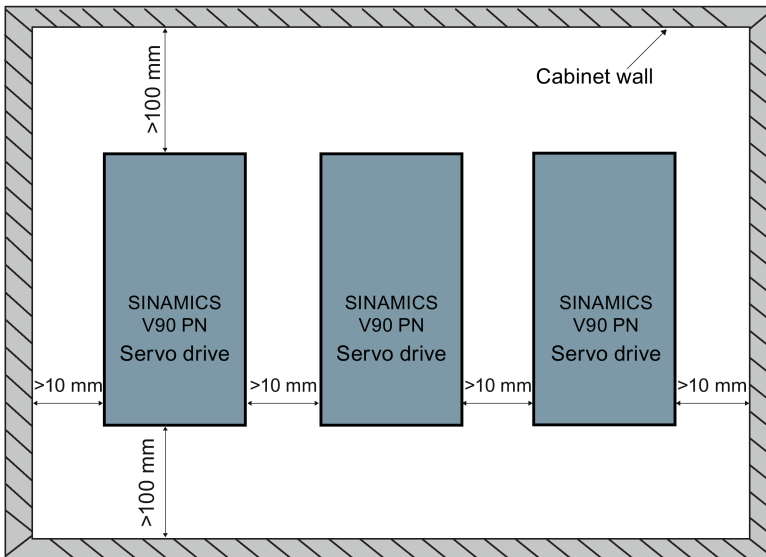 Cabinet wall
>100 mm
SINAMICS
V90 PN
Servo drive
SINAMICS
V90 PN
Servo drive
SINAMICS
V90 PN
Servo drive
>10 mm
>10 mm
>10 mm
>10 mm
>100 mm